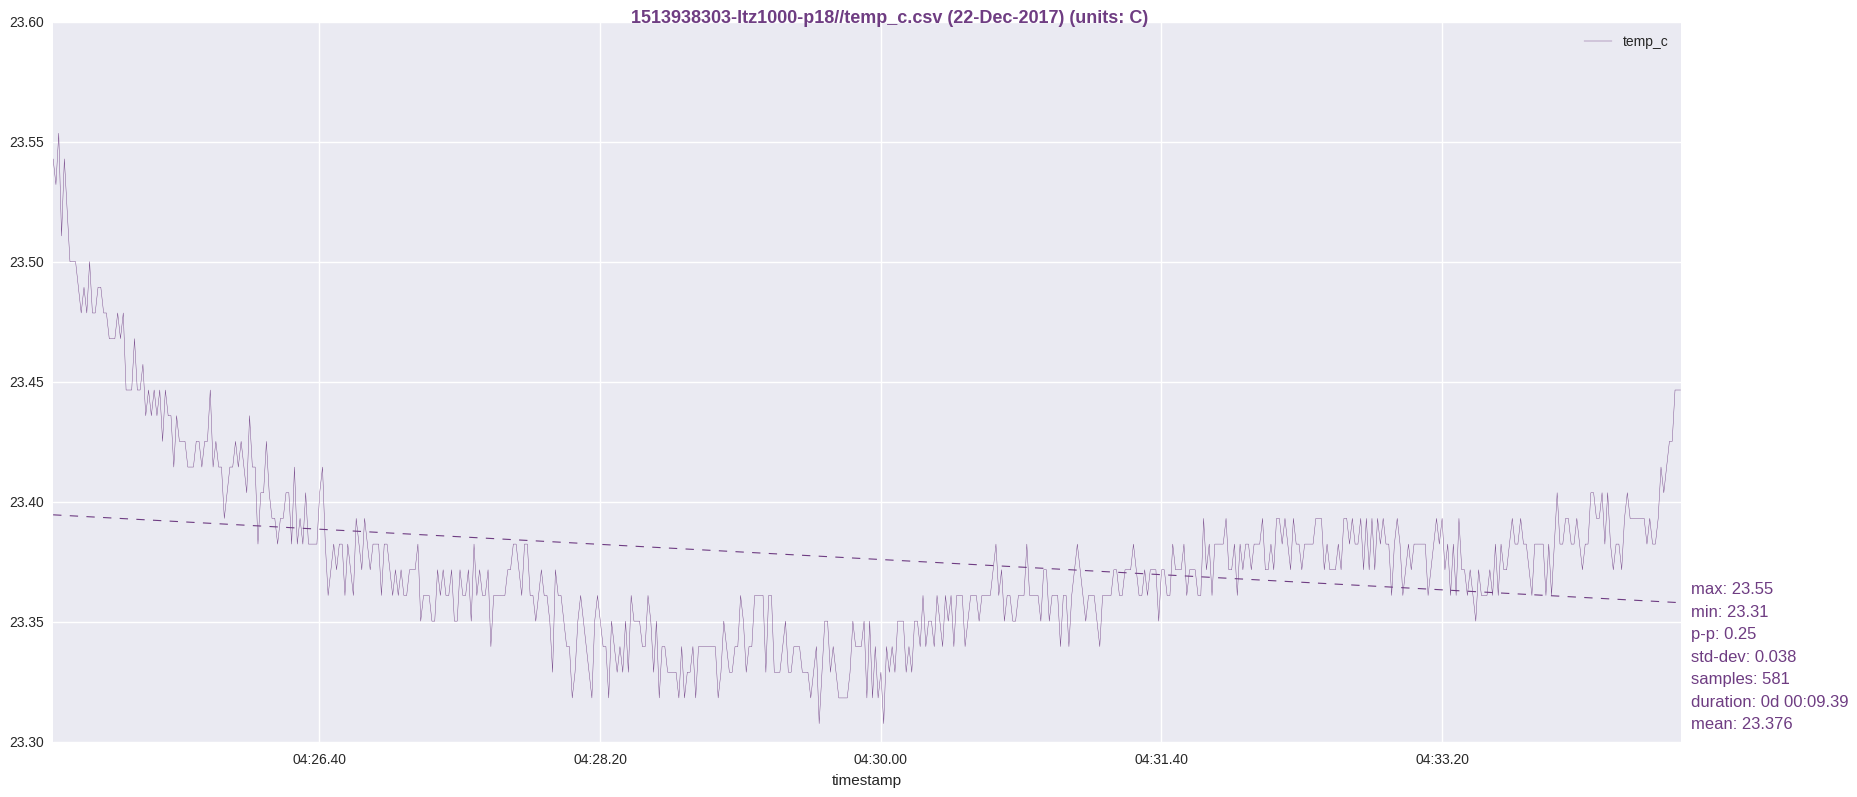 1513938303-ltz1000-p18//temp_c.csv (22-Dec-2017) (units: C)
temp_c
23.60
23.55
23.50
23.45
23.40
23.35
23.30
max: 23.55
min: 23.31
p-p: 0.25
std-dev: 0.038
samples: 581
duration: 0d 00:09.39
mean: 23.376
04:26.40 04:28.20 04:30.00 04:31.40 04:33.20
timestamp